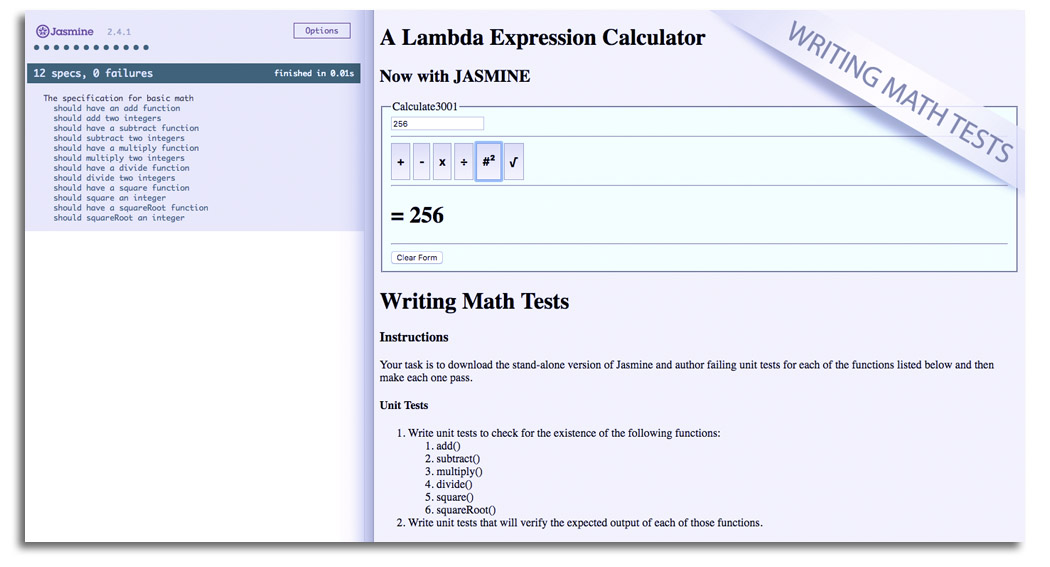 Jasmine 2.4.1
Options
12 specs, 0 failures finished in 0.01s
The specification for basic math
should have an add function
should add two integers
should have a subtract function
should subtract two integers
should have a multiply function
should multiply two integers
should have a divide function
should divide two integers
should have a square function
should square an integer
should have a squareRoot function
should squareRoot an integer
A Lambda Expression Calculator
WRITING MATH TESTS
Now with JASMINE
Calculate3001
256
+ - x ÷ #² √
= 256
Clear Form
Writing Math Tests
Instructions
Your task is to download the stand-alone version of Jasmine and author failing unit tests for each of the functions listed below and then
make each one pass.
Unit Tests
1. Write unit tests to check for the existence of the following functions:
1. add()
2. subtract()
3. multiply()
4. divide()
5. square()
6. squareRoot()
2. Write unit tests that will verify the expected output of each of those functions.